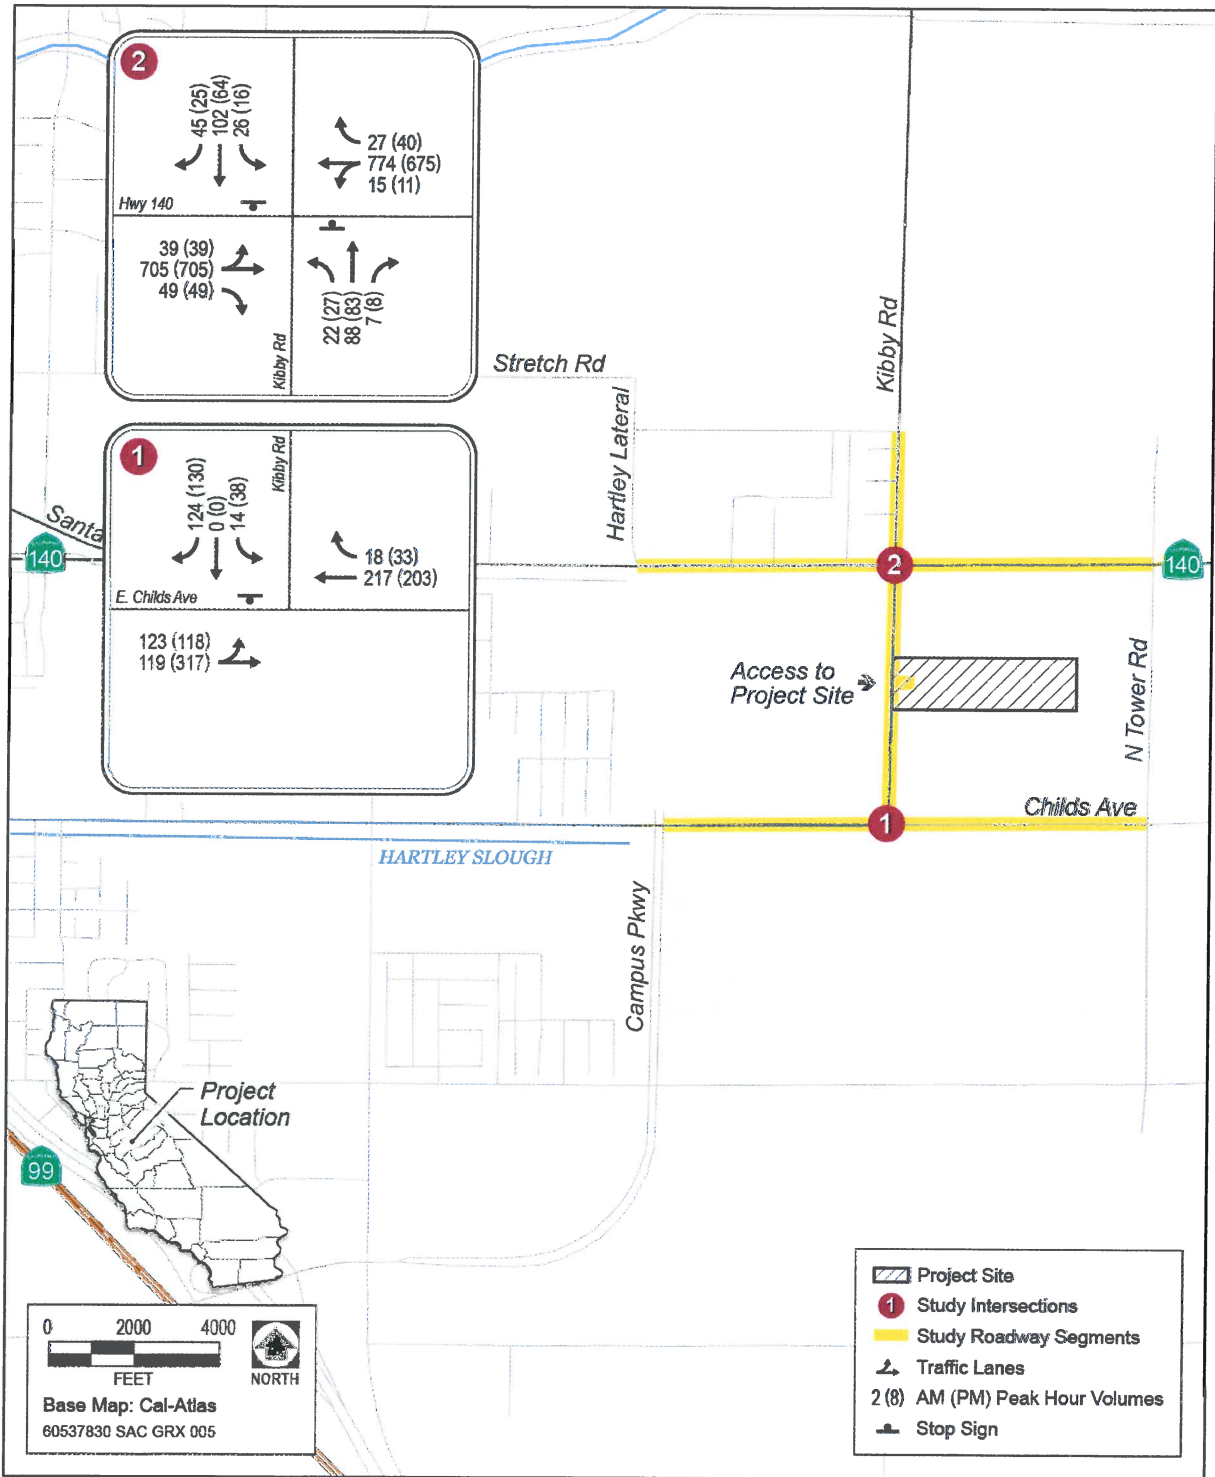 2
45 (25)
102 (64)
26 (16)
27 (40)
774 (675)
15 (11)
Hwy 140
39 (39)
705 (705)
49 (49)
22 (27)
88 (83)
7 (8)
Kibby Rd
Stretch Rd
Hartley Lateral
Kibby Rd
1
Kibby Rd
124 (130)
0 (0)
14 (38)
18 (33)
217 (203)
E. Childs Ave
123 (118)
119 (317)
Santa
140
2
140
Access to
Project Site
N Tower Rd
Childs Ave
1
HARTLEY SLOUGH
Campus Pkwy
Project
Location
CALIFORNIA
99
0 2000 4000
FEET
NORTH
Base Map: Cal-Atlas
60537830 SAC GRX 005
Project Site
1 Study Intersections
Study Roadway Segments
Traffic Lanes
2 (8) AM (PM) Peak Hour Volumes
Stop Sign